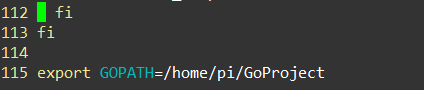 112   fi
113 fi
114
115 export GOPATH=/home/pi/GoProject